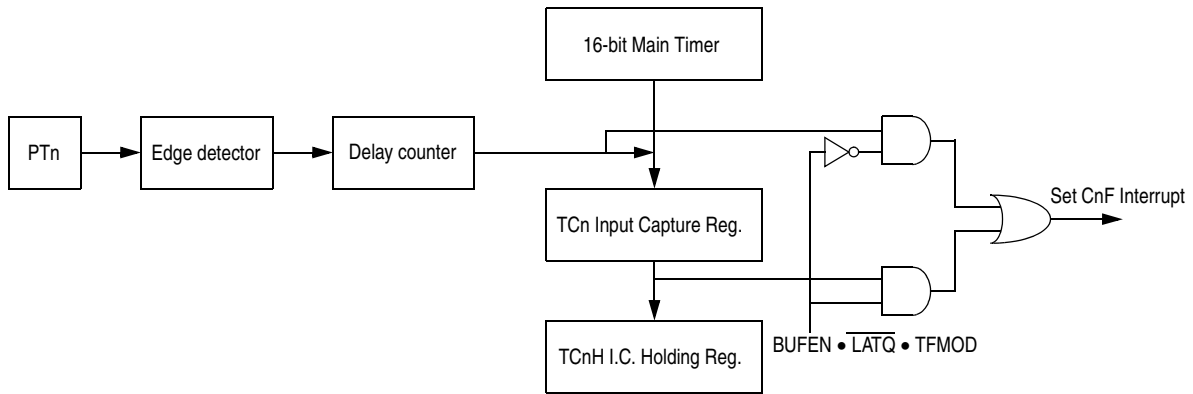 16-bit Main Timer
PTn
Edge detector
Delay counter
TCn Input Capture Reg.
Set CnF Interrupt
TCnH I.C. Holding Reg.
BUFEN • L̅A̅T̅Q̅ • TFMOD